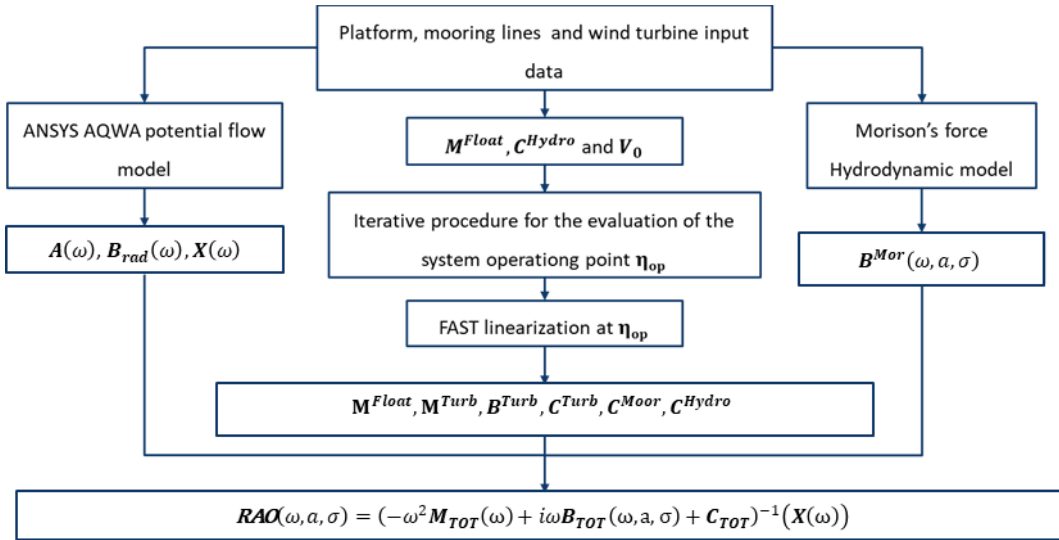 Platform, mooring lines and wind turbine input
data
ANSYS AQWA potential flow
model
M^Float, C^Hydro and V_0
Morison's force
Hydrodynamic model
Iterative procedure for the evaluation of the
system operationg point η_op
A(ω), B_rad(ω), X(ω)
B^Mor(ω, a, σ)
FAST linearization at η_op
M^Float, M^Turb, B^Turb, C^Turb, C^Moor, C^Hydro
RAO(ω, a, σ) = (−ω²M_TOT(ω) + iωB_TOT(ω, a, σ) + C_TOT)⁻¹(X(ω))